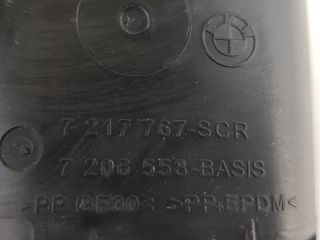 7 217 767-SCR
7 206 558-BASIS
>PP GF30< >PP+EPDM<